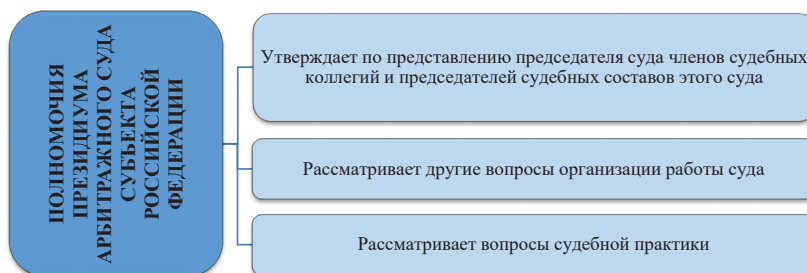 ПОЛНОМОЧИЯ
ПРЕЗИДИУМА
АРБИТРАЖНОГО СУДА
СУБЪЕКТА
РОССИЙСКОЙ
ФЕДЕРАЦИИ
Утверждает по представлению председателя суда членов судебных
коллегий и председателей судебных составов этого суда
Рассматривает другие вопросы организации работы суда
Рассматривает вопросы судебной практики